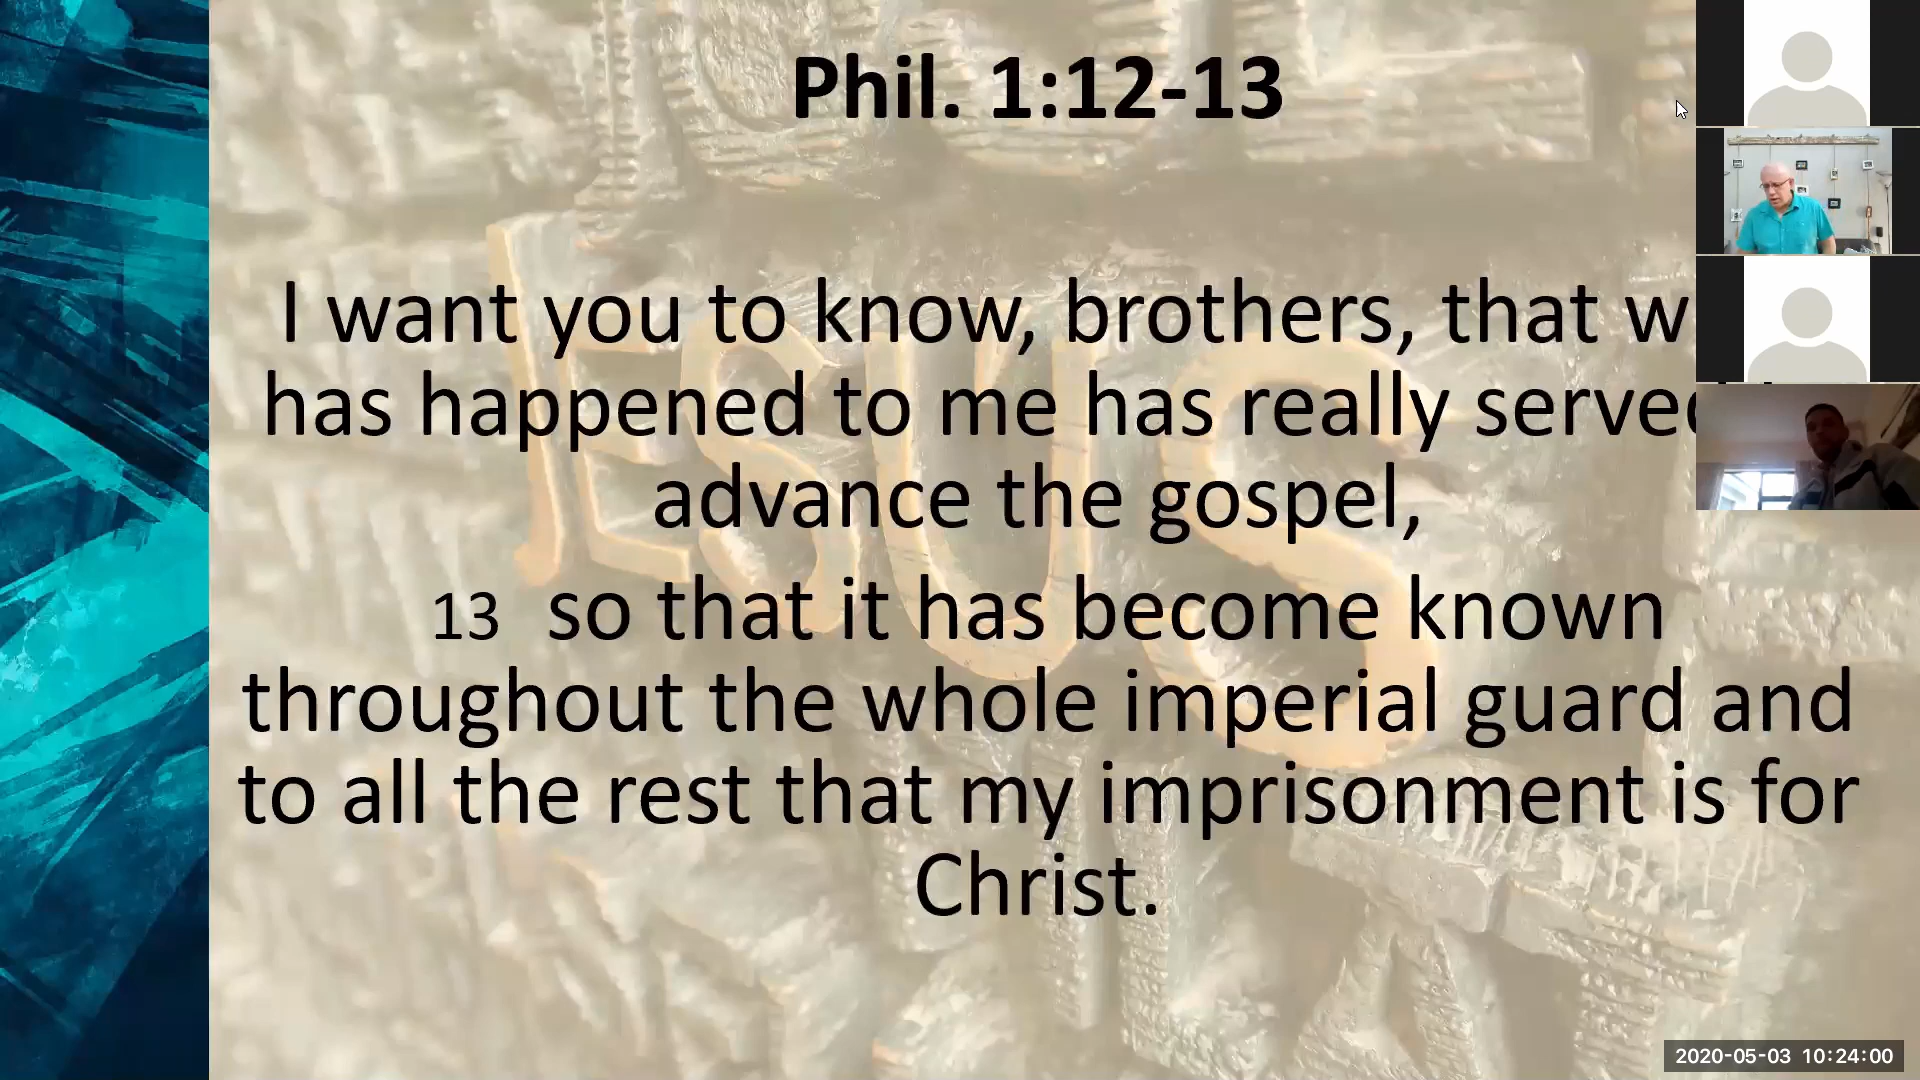 Phil. 1:12-13
I want you to know, brothers, that
has happened to me has really served
advance the gospel,
13 so that it has become known
throughout the whole imperial guard and
to all the rest that my imprisonment is for
Christ.
JESUS
2020-05-03 10:24:00